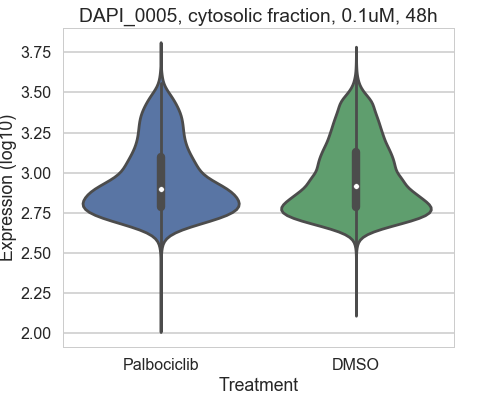 DAPI_0005, cytosolic fraction, 0.1uM, 48h
Expression (log10)
3.75
3.50
3.25
3.00
2.75
2.50
2.25
2.00
Palbociclib DMSO
Treatment